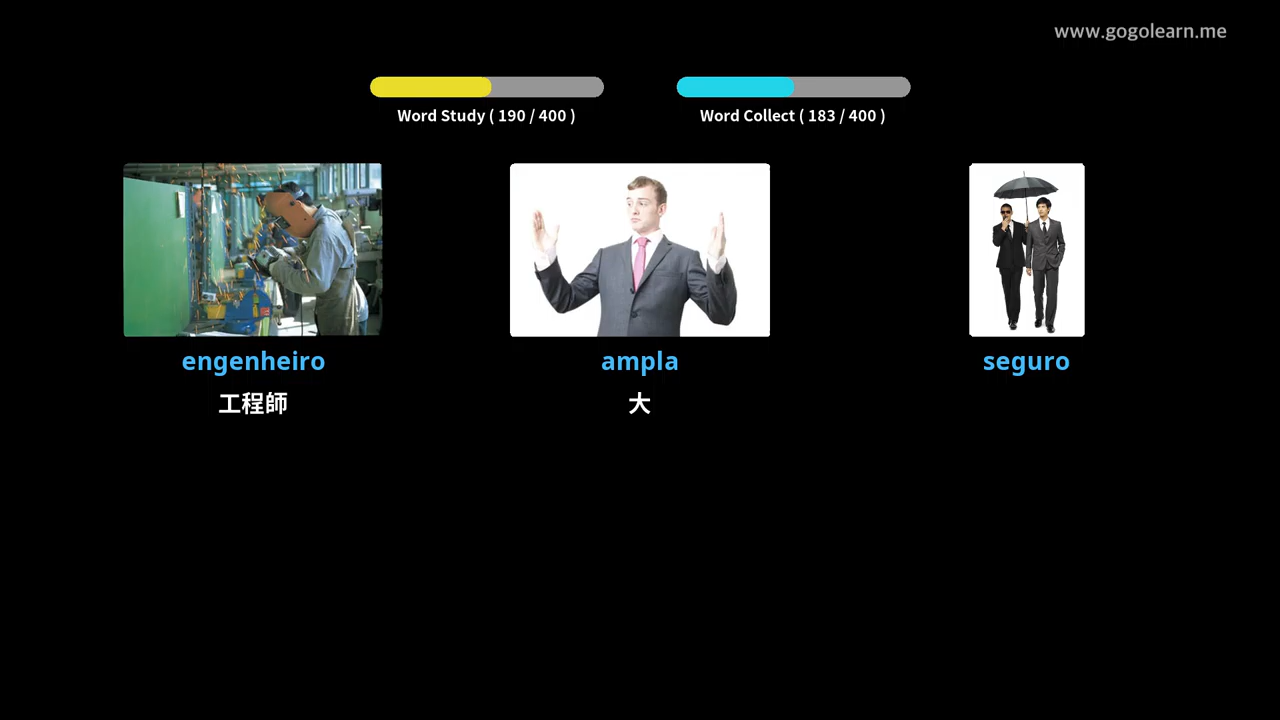 www.gogolearn.me
Word Study ( 190 / 400 )
Word Collect ( 183 / 400 )
engenheiro
工程師
ampla
大
seguro